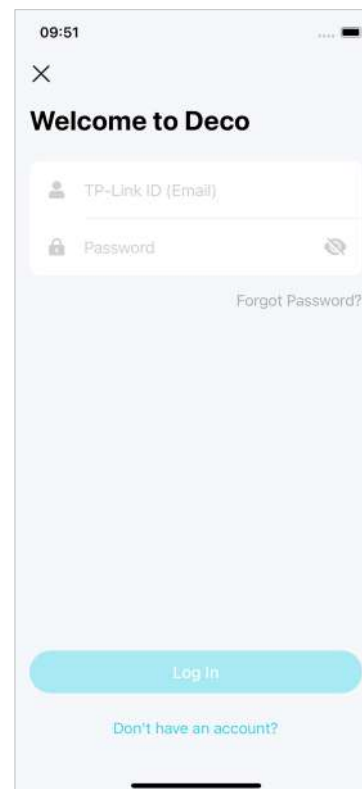 09:51
Welcome to Deco
TP-Link ID (Email)
Password
Forgot Password?
Log In
Don't have an account?